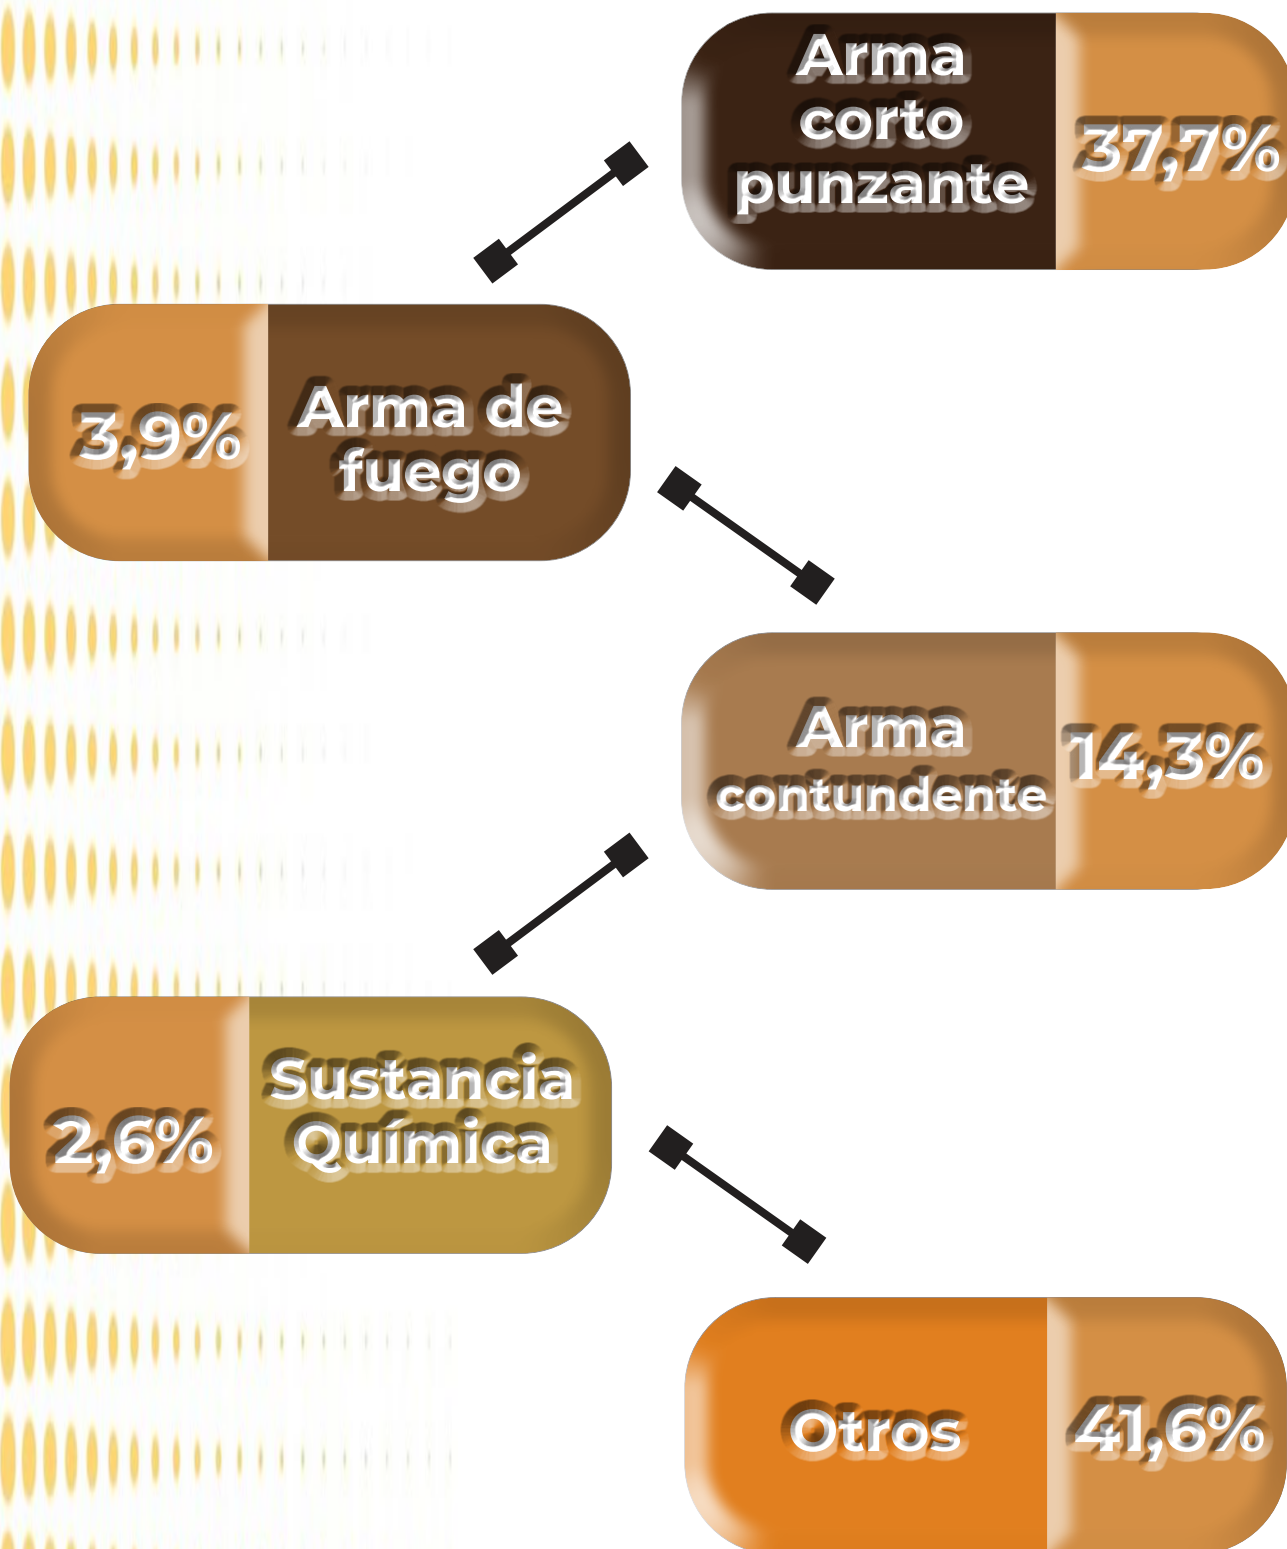 Arma
corto
punzante
37,7%
3,9%
Arma de
fuego
Arma
contundente
14,3%
Sustancia
Química
2,6%
Otros
41,6%